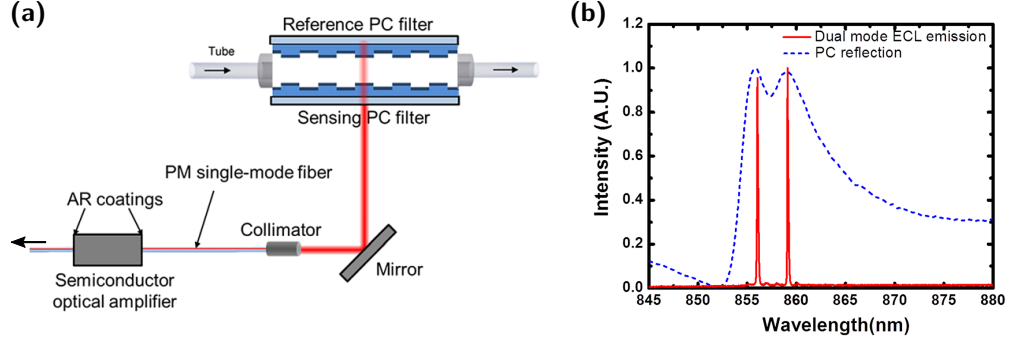 (a)
Reference PC filter
Tube
Sensing PC filter
PM single-mode fiber
AR coatings
Collimator
Mirror
Semiconductor
optical amplifier
(b)
Dual mode ECL emission
PC reflection
Intensity (A.U.)
1.2
1.0
0.8
0.6
0.4
0.2
0.0
845 850 855 860 865 870 875 880
Wavelength(nm)